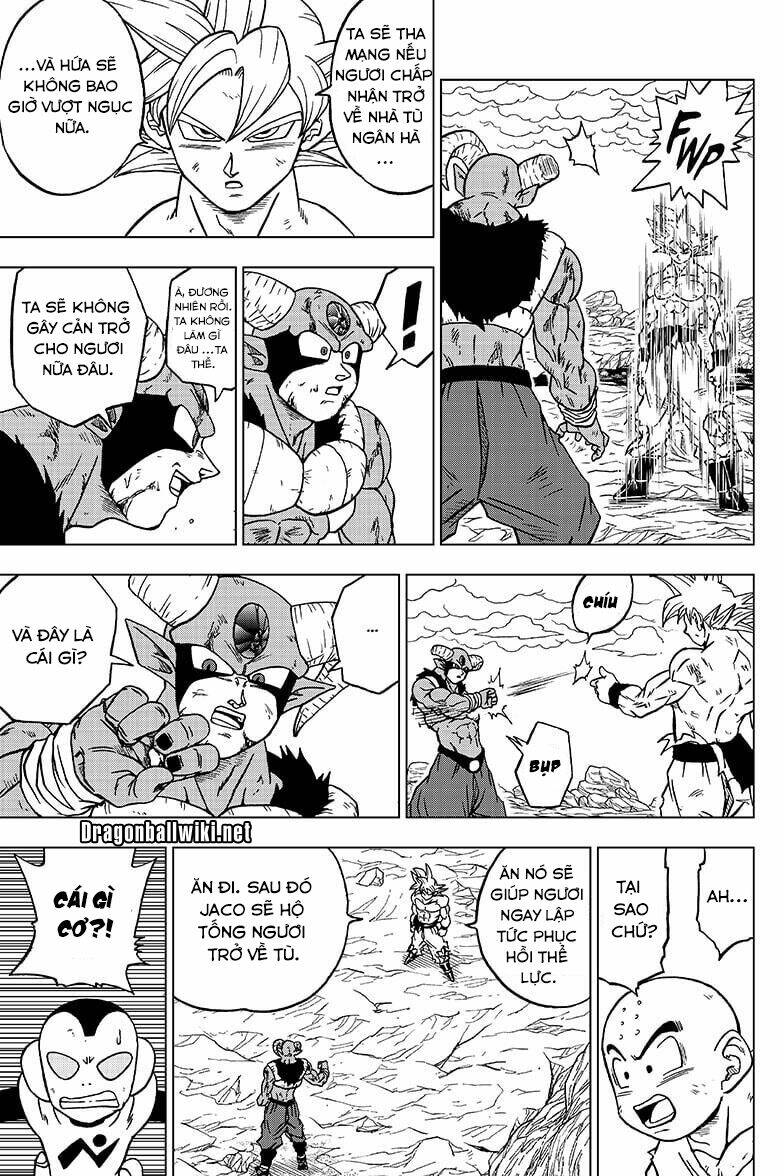 FWP
TA SẼ THA
MẠNG NẾU
NGƯƠI CHẤP
NHẬN TRỞ
VỀ NHÀ TÙ
NGÂN HÀ
...
...VÀ HỨA SẼ
KHÔNG BAO
GIỜ VƯỢT NGỤC
NỮA.
!
À, ĐƯƠNG
NHIÊN RỒI.
TA KHÔNG
LÀM GÌ
ĐÂU ...TA
THỀ.
TA SẼ KHÔNG
GÂY CẢN TRỞ
CHO NGƯƠI
NỮA ĐÂU.
CHÍU
BỤP
...
VÀ ĐÂY LÀ
CÁI GÌ?
Dragonballwiki.net
AH...
TẠI
SAO
CHỨ?
ĂN NÓ SẼ
GIÚP NGƯƠI
NGAY LẬP
TỨC PHỤC
HỒI THỂ
LỰC.
ĂN ĐI. SAU ĐÓ
JACO SẼ HỘ
TỐNG NGƯƠI
TRỞ VỀ TÙ.
CÁI GÌ
CƠ?!